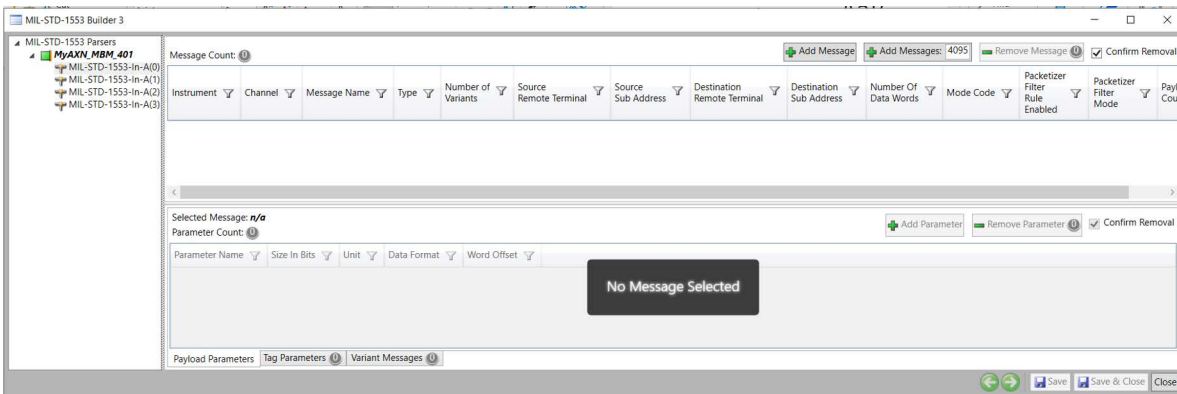 MIL-STD-1553 Builder 3
MIL-STD-1553 Parsers
MyAXN_MBM_401
MIL-STD-1553-In-A(0)
MIL-STD-1553-In-A(1)
MIL-STD-1553-In-A(2)
MIL-STD-1553-In-A(3)
Message Count: 0
Add Message
Add Messages: 4095
Remove Message 0
Confirm Removal
Instrument
Channel
Message Name
Type
Number of
Variants
Source
Remote Terminal
Source
Sub Address
Destination
Remote Terminal
Destination
Sub Address
Number Of
Data Words
Mode Code
Packetizer
Filter
Rule
Enabled
Packetizer
Filter
Mode
Payl
Cou
Selected Message: n/a
Parameter Count: 0
Add Parameter
Remove Parameter 0
Confirm Removal
Parameter Name
Size In Bits
Unit
Data Format
Word Offset
No Message Selected
Payload Parameters
Tag Parameters 0
Variant Messages 0
Save
Save & Close
Close